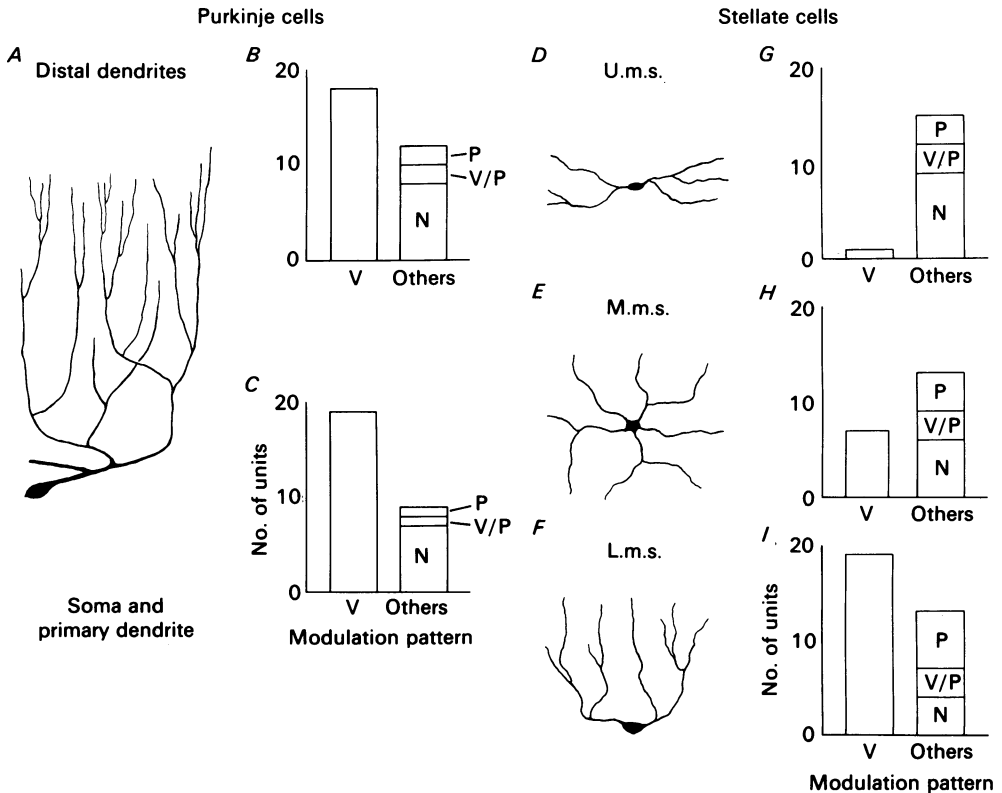 Purkinje cells
Stellate cells
A
Distal dendrites
B
20
10
0
P
V/P
N
V
Others
C
No. of units
20
10
0
P
V/P
N
V
Others
Modulation pattern
Soma and
primary dendrite
D
U.m.s.
E
M.m.s.
F
L.m.s.
G
20
10
0
P
V/P
N
V
Others
H
20
10
0
P
V/P
N
V
Others
I
No. of units
20
10
0
P
V/P
N
V
Others
Modulation pattern